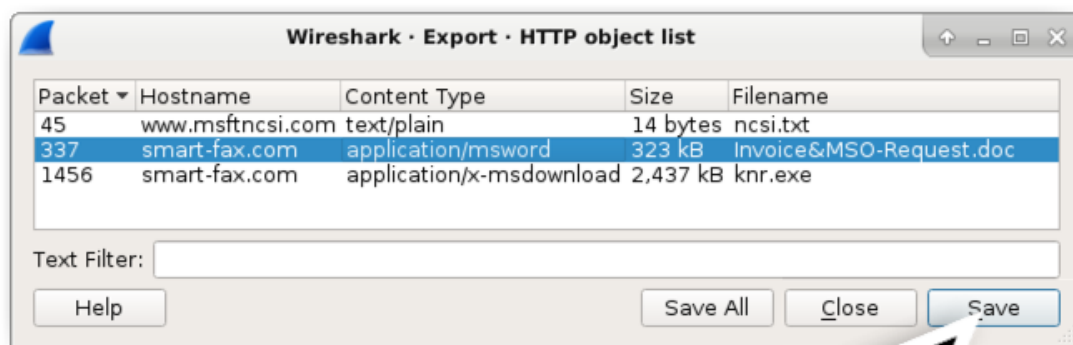 Wireshark · Export · HTTP object list
Packet Hostname Content Type Size Filename
45 www.msftncsi.com text/plain 14 bytes ncsi.txt
337 smart-fax.com application/msword 323 kB Invoice&MSO-Request.doc
1456 smart-fax.com application/x-msdownload 2,437 kB knr.exe
Text Filter:
Help Save All Close Save